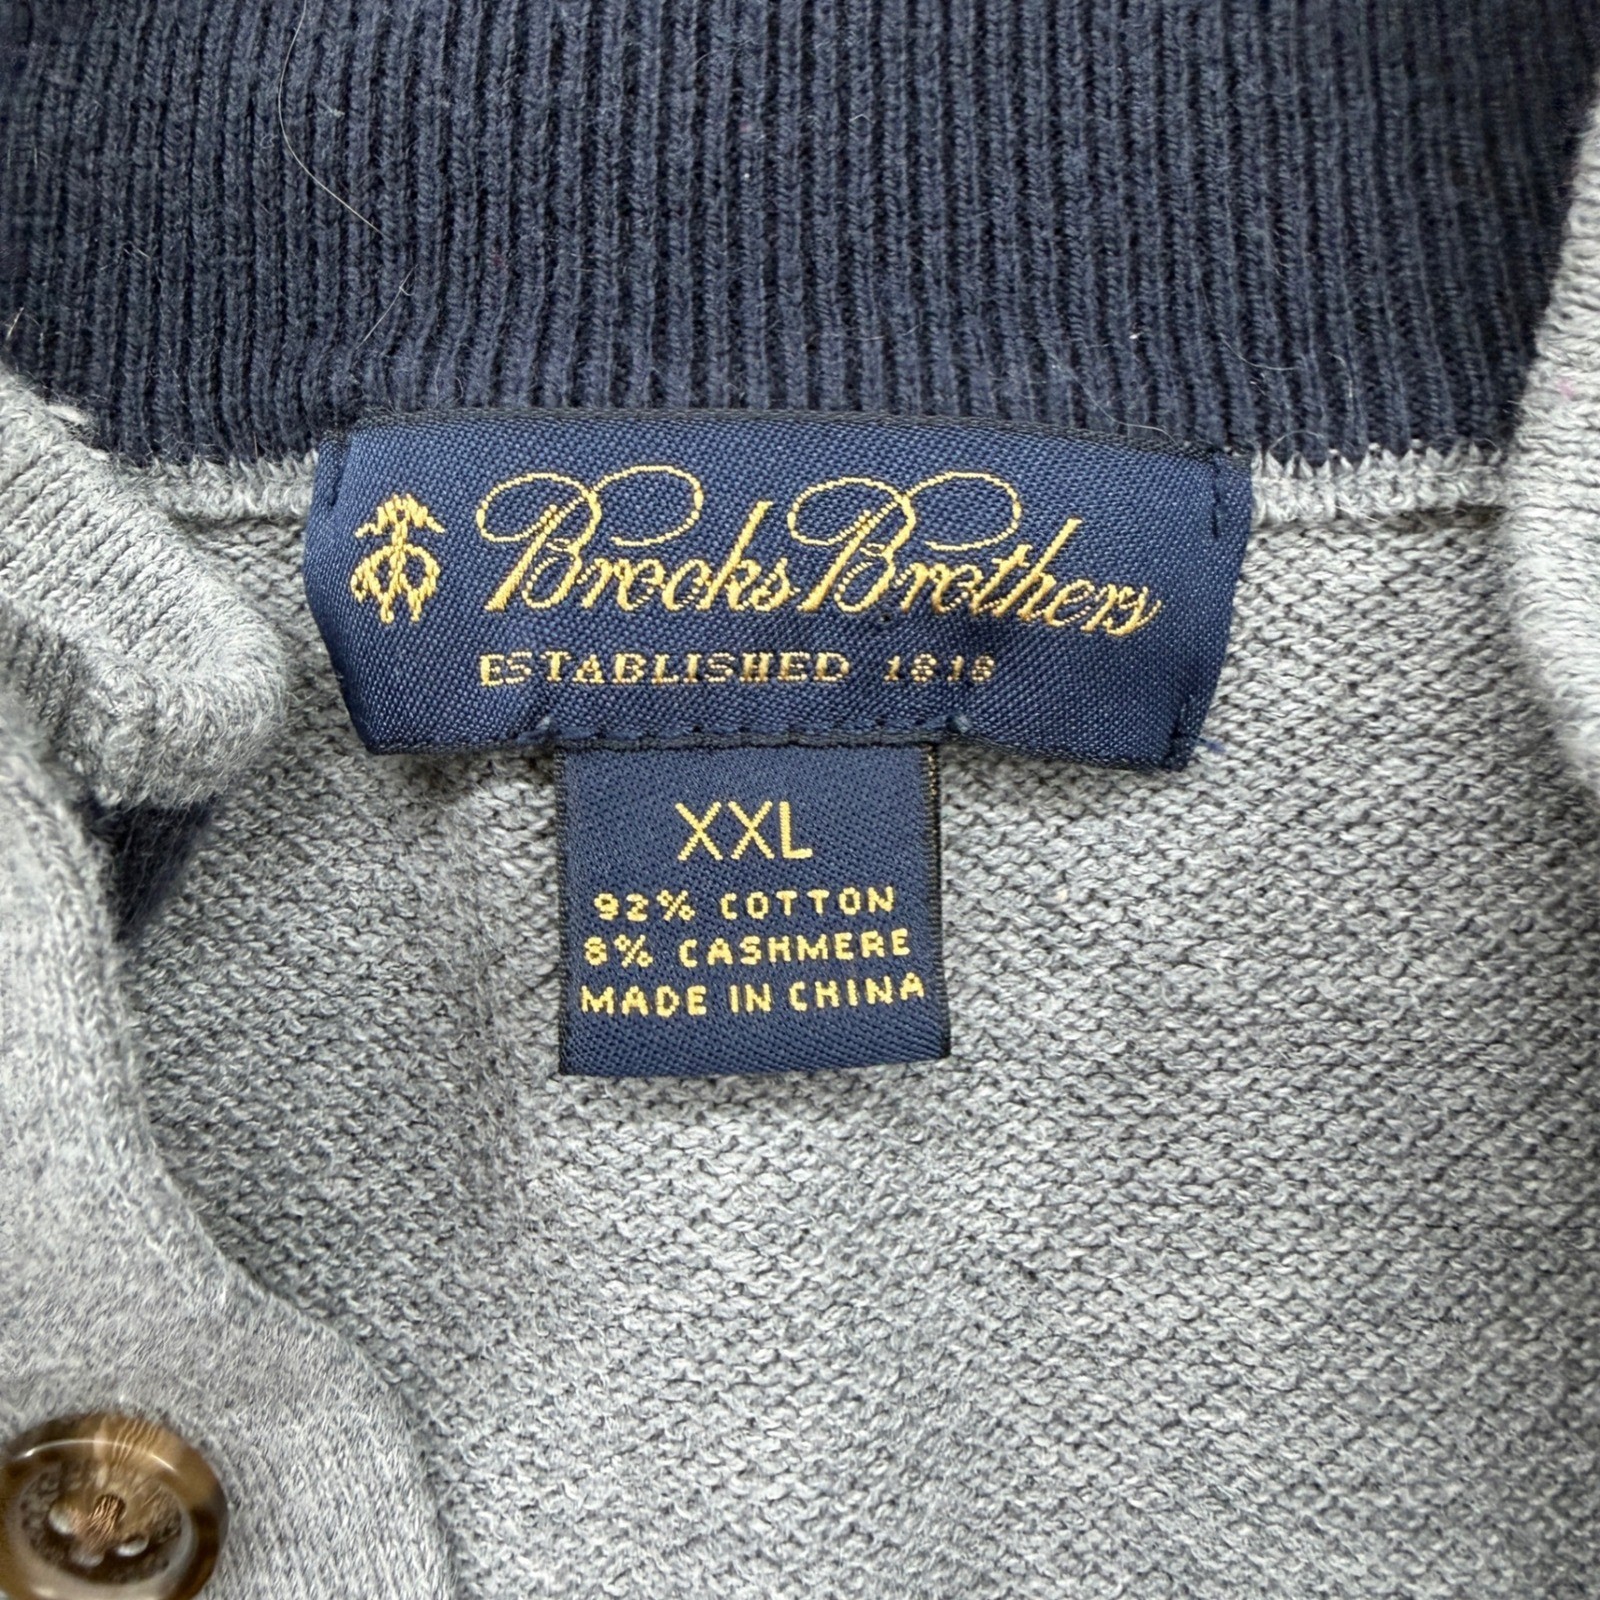 Brooks Brothers
ESTABLISHED 1818
XXL
92% COTTON
8% CASHMERE
MADE IN CHINA